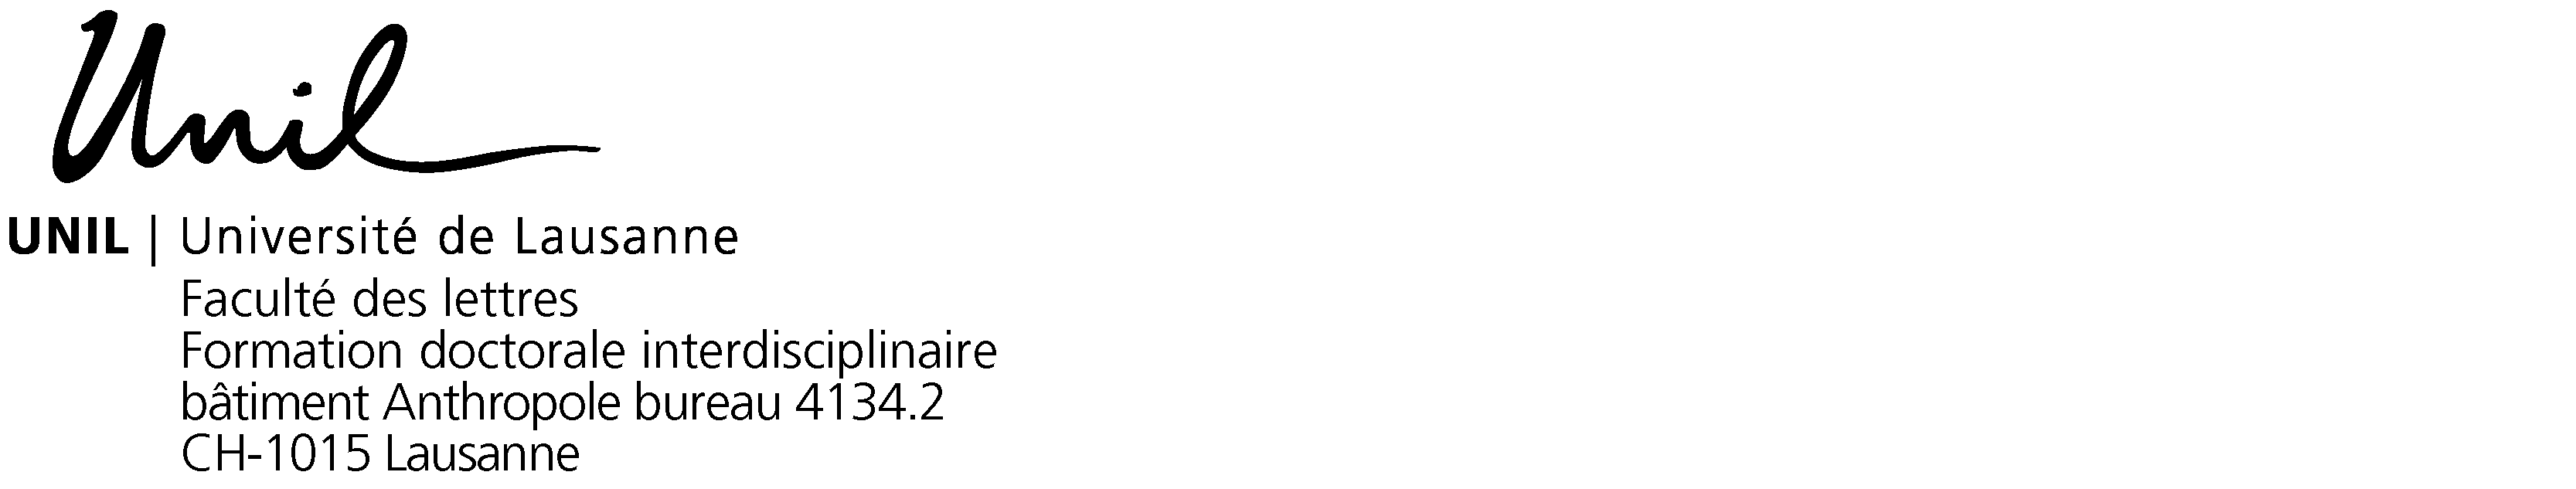 Unil
UNIL | Université de Lausanne
Faculté des lettres
Formation doctorale interdisciplinaire
bâtiment Anthropole bureau 4134.2
CH-1015 Lausanne